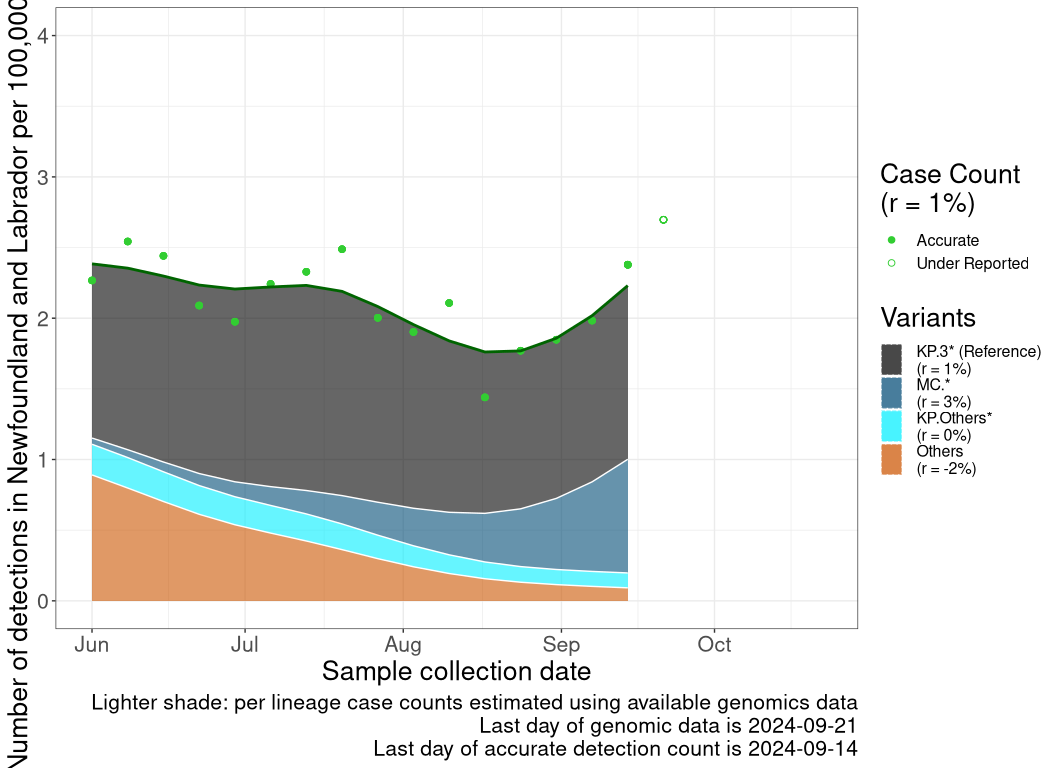 Number of detections in Newfoundland and Labrador per 100,000
4
3
2
1
0
Jun
Jul
Aug
Sep
Oct
Sample collection date
Lighter shade: per lineage case counts estimated using available genomics data
Last day of genomic data is 2024-09-21
Last day of accurate detection count is 2024-09-14
Case Count
(r = 1%)
Accurate
Under Reported
Variants
KP.3* (Reference)
(r = 1%)
MC.*
(r = 3%)
KP.Others*
(r = 0%)
Others
(r = -2%)